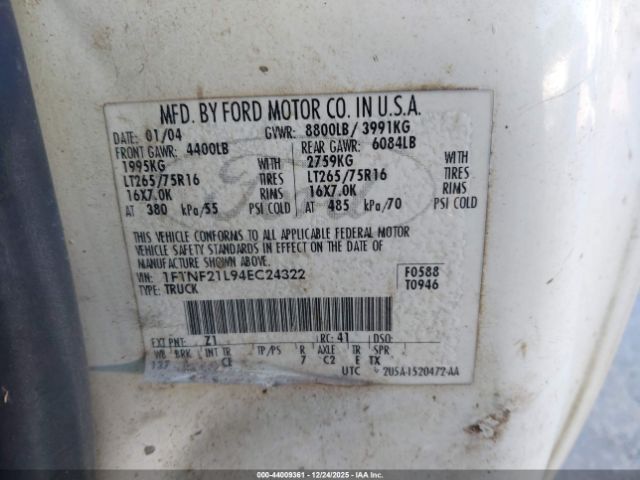 MFD. BY FORD MOTOR CO. IN U.S.A.
DATE: 01/04 GVWR: 8800LB/ 3991KG
FRONT GAWR: 4400LB REAR GAWR: 6084LB
1995KG WITH 2759KG WITH
LT265/75R16 TIRES LT265/75R16 TIRES
16X7.0K RIMS 16X7.0K RIMS
AT 380 kPa/55 PSI COLD AT 485 kPa/70 PSI COLD
THIS VEHICLE CONFORMS TO ALL APPLICABLE FEDERAL MOTOR
VEHICLE SAFETY STANDARDS IN EFFECT ON THE DATE OF
MANUFACTURE SHOWN ABOVE.
VIN: 1FTNF21L94EC24322 F0588
TYPE: TRUCK T0946
EXT PNT: Z1 RC: 41 DSO:
WB BRK INT TR TP/PS R AXLE TR SPR
137 7 C2 E TX
UTC 2U5A-1520472-AA
000-44009361 - 12/24/2025 - IAAI.com